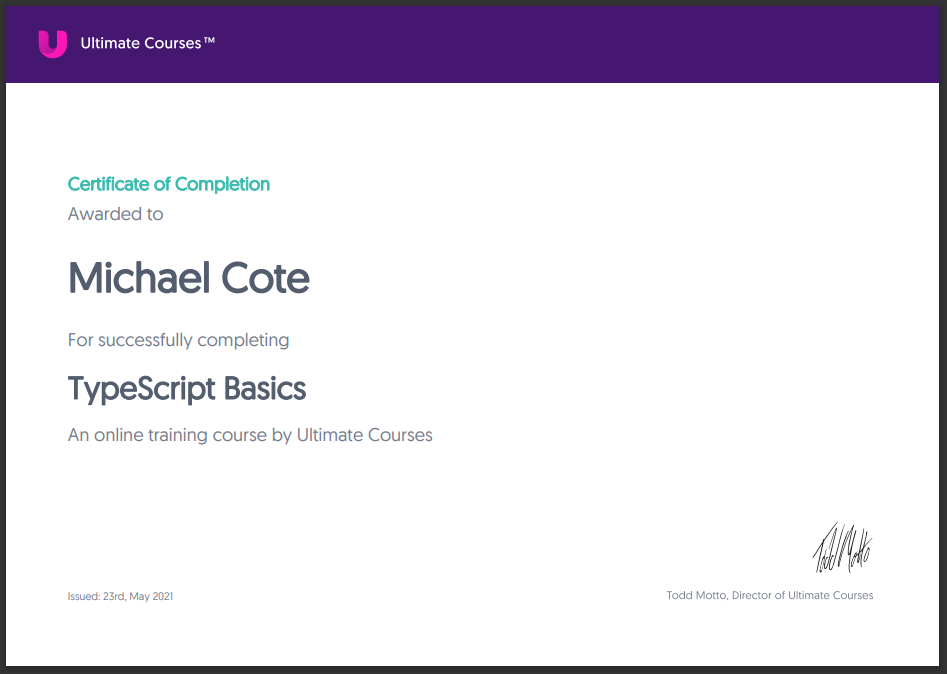 Ultimate Courses™
Certificate of Completion
Awarded to
Michael Cote
For successfully completing
TypeScript Basics
An online training course by Ultimate Courses
Todd Motto
Issued: 23rd, May 2021
Todd Motto, Director of Ultimate Courses